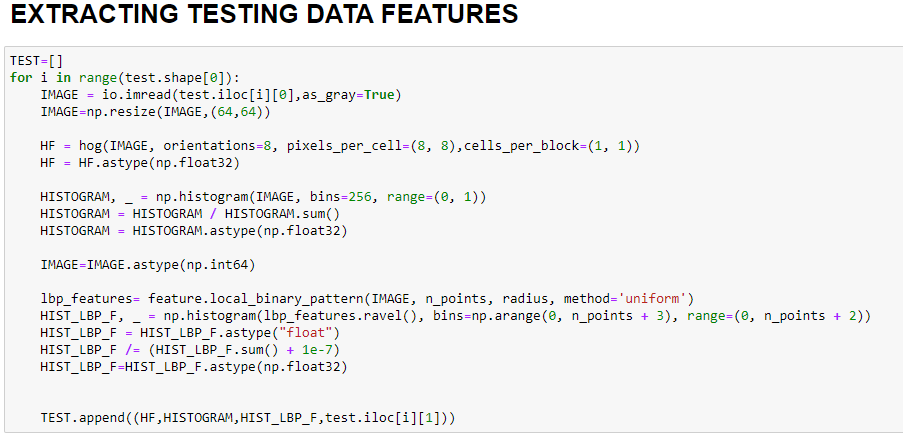 EXTRACTING TESTING DATA FEATURES
TEST=[]
for i in range(test.shape[0]):
    IMAGE = io.imread(test.iloc[i][0],as_gray=True)
    IMAGE=np.resize(IMAGE,(64,64))

    HF = hog(IMAGE, orientations=8, pixels_per_cell=(8, 8),cells_per_block=(1, 1))
    HF = HF.astype(np.float32)

    HISTOGRAM, _ = np.histogram(IMAGE, bins=256, range=(0, 1))
    HISTOGRAM = HISTOGRAM / HISTOGRAM.sum()
    HISTOGRAM = HISTOGRAM.astype(np.float32)

    IMAGE=IMAGE.astype(np.int64)

    lbp_features= feature.local_binary_pattern(IMAGE, n_points, radius, method='uniform')
    HIST_LBP_F, _ = np.histogram(lbp_features.ravel(), bins=np.arange(0, n_points + 3), range=(0, n_points + 2))
    HIST_LBP_F = HIST_LBP_F.astype("float")
    HIST_LBP_F /= (HIST_LBP_F.sum() + 1e-7)
    HIST_LBP_F=HIST_LBP_F.astype(np.float32)


    TEST.append((HF,HISTOGRAM,HIST_LBP_F,test.iloc[i][1]))